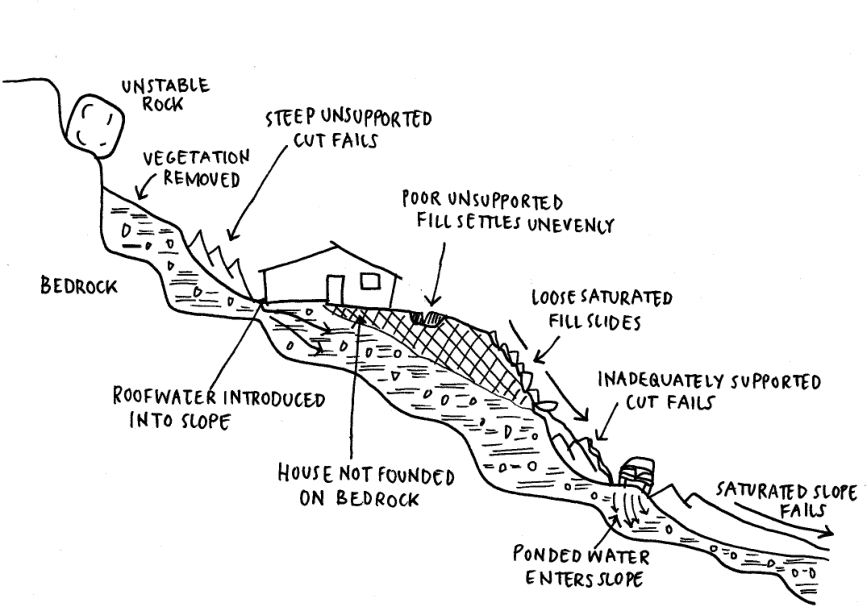 UNSTABLE
ROCK
STEEP UNSUPPORTED
CUT FAILS
VEGETATION
REMOVED
POOR UNSUPPORTED
FILL SETTLES UNEVENLY
BEDROCK
LOOSE SATURATED
FILL SLIDES
INADEQUATELY SUPPORTED
CUT FAILS
ROOFWATER INTRODUCED
INTO SLOPE
HOUSE NOT FOUNDED
ON BEDROCK
SATURATED SLOPE
FAILS
PONDED WATER
ENTERS SLOPE